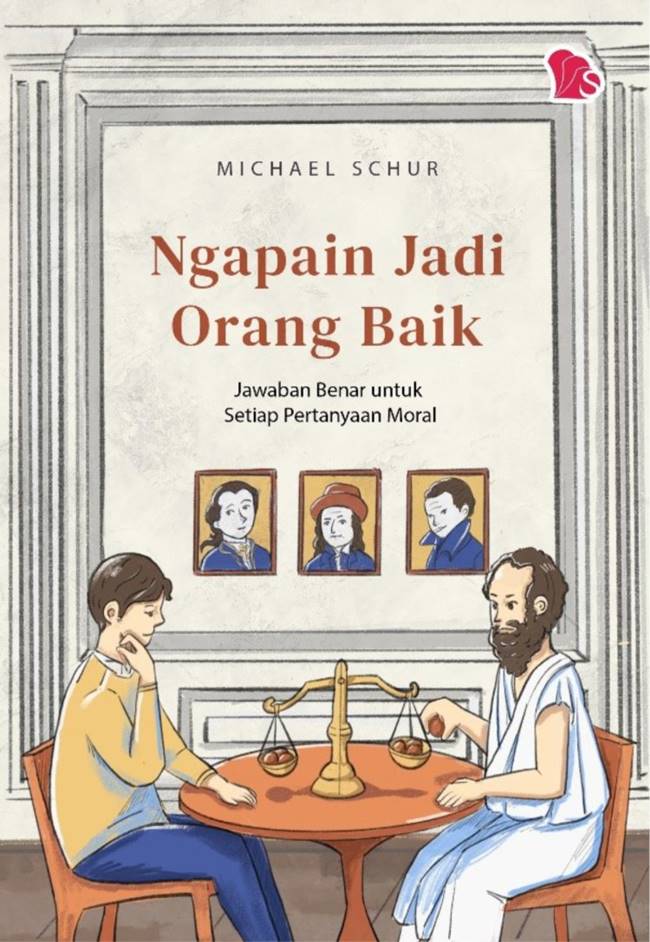 MICHAEL SCHUR
Ngapain Jadi
Orang Baik
Jawaban Benar untuk
Setiap Pertanyaan Moral